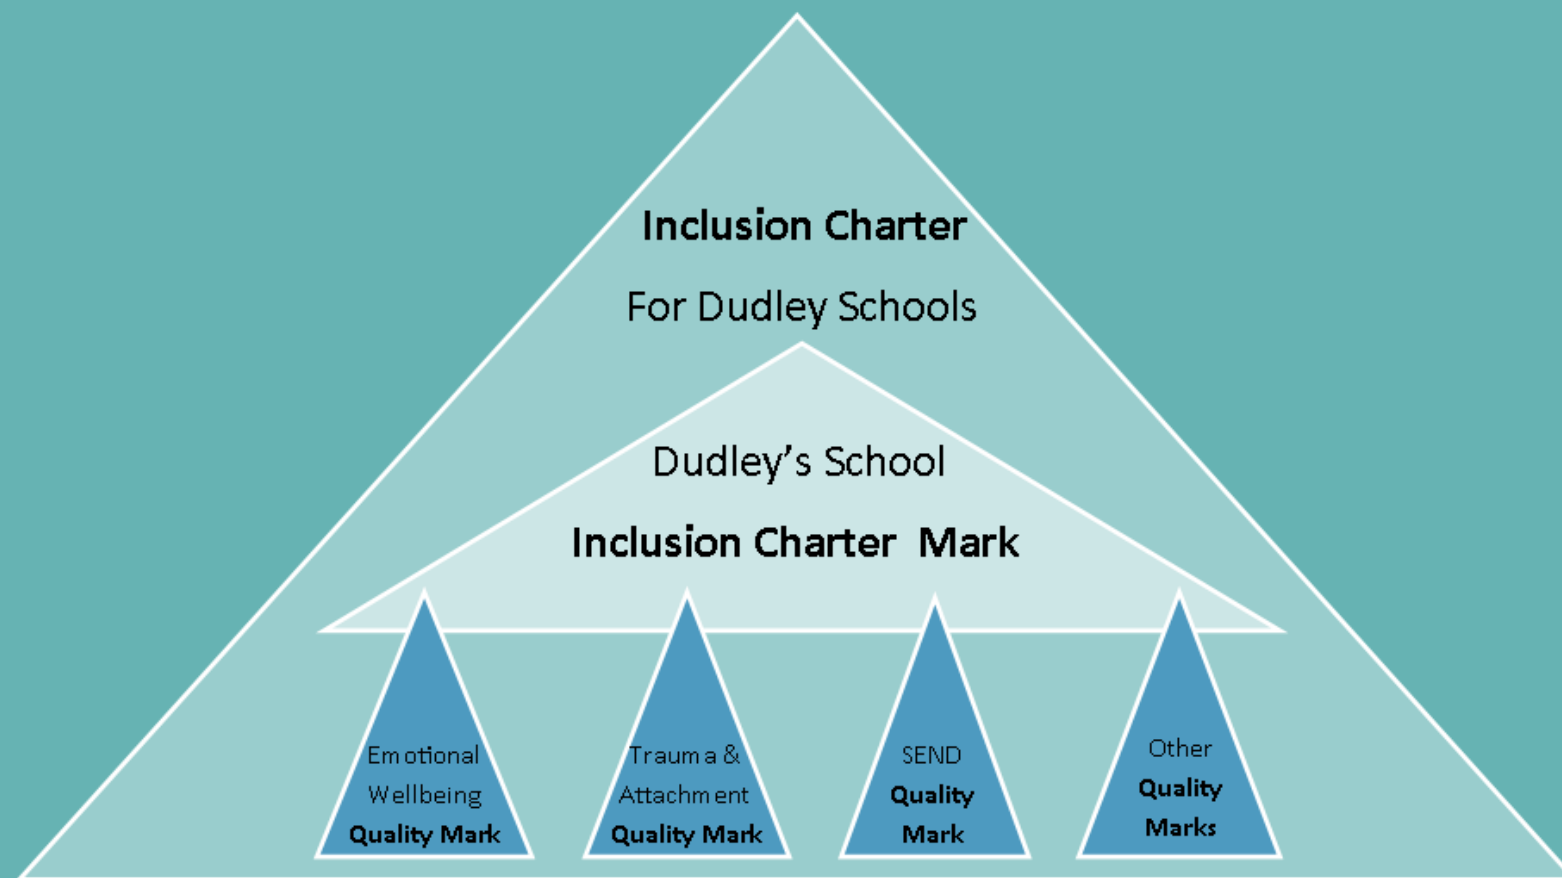 Inclusion Charter
For Dudley Schools
Dudley’s School
Inclusion Charter Mark
Emotional
Wellbeing
Quality Mark
Trauma &
Attachment
Quality Mark
SEND
Quality
Mark
Other
Quality
Marks